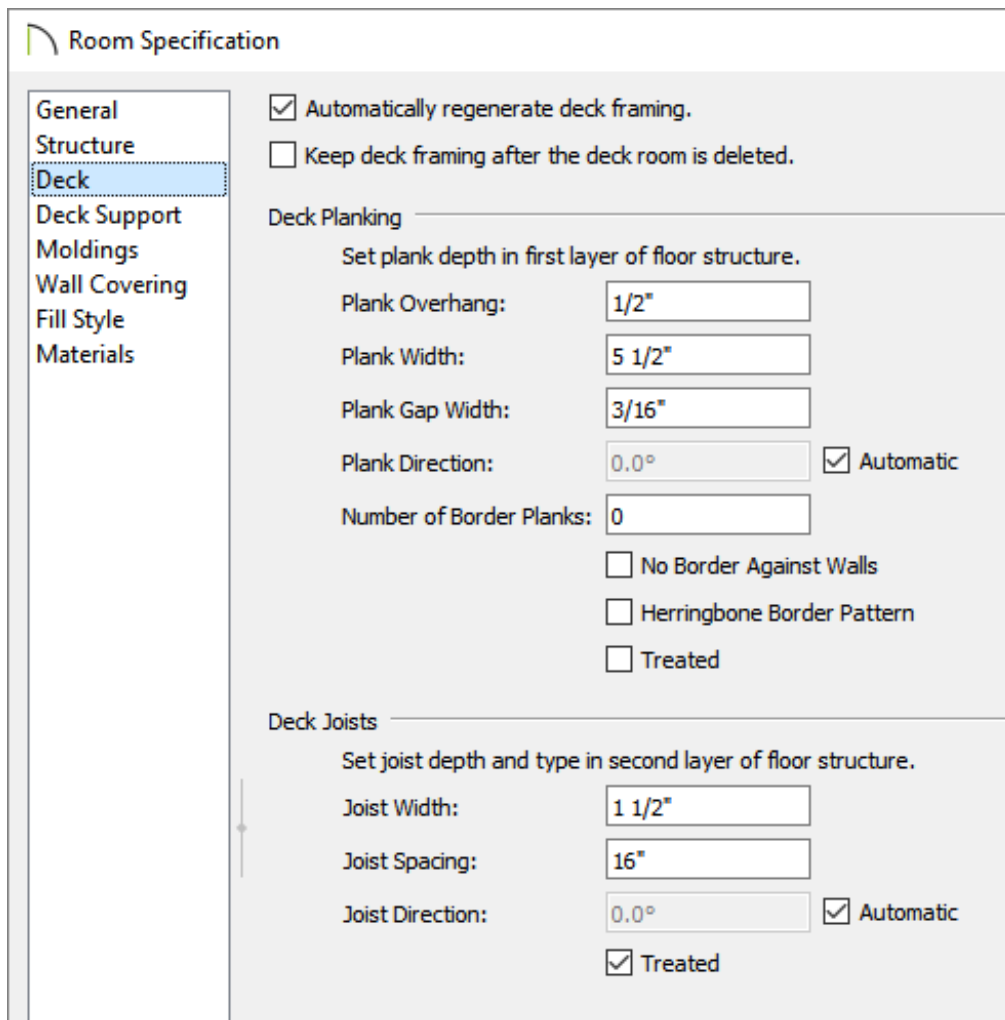 Room Specification
General
Structure
Deck
Deck Support
Moldings
Wall Covering
Fill Style
Materials
Automatically regenerate deck framing.
Keep deck framing after the deck room is deleted.
Deck Planking
Set plank depth in first layer of floor structure.
Plank Overhang: 1/2"
Plank Width: 5 1/2"
Plank Gap Width: 3/16"
Plank Direction: 0.0° Automatic
Number of Border Planks: 0
No Border Against Walls
Herringbone Border Pattern
Treated
Deck Joists
Set joist depth and type in second layer of floor structure.
Joist Width: 1 1/2"
Joist Spacing: 16"
Joist Direction: 0.0° Automatic
Treated